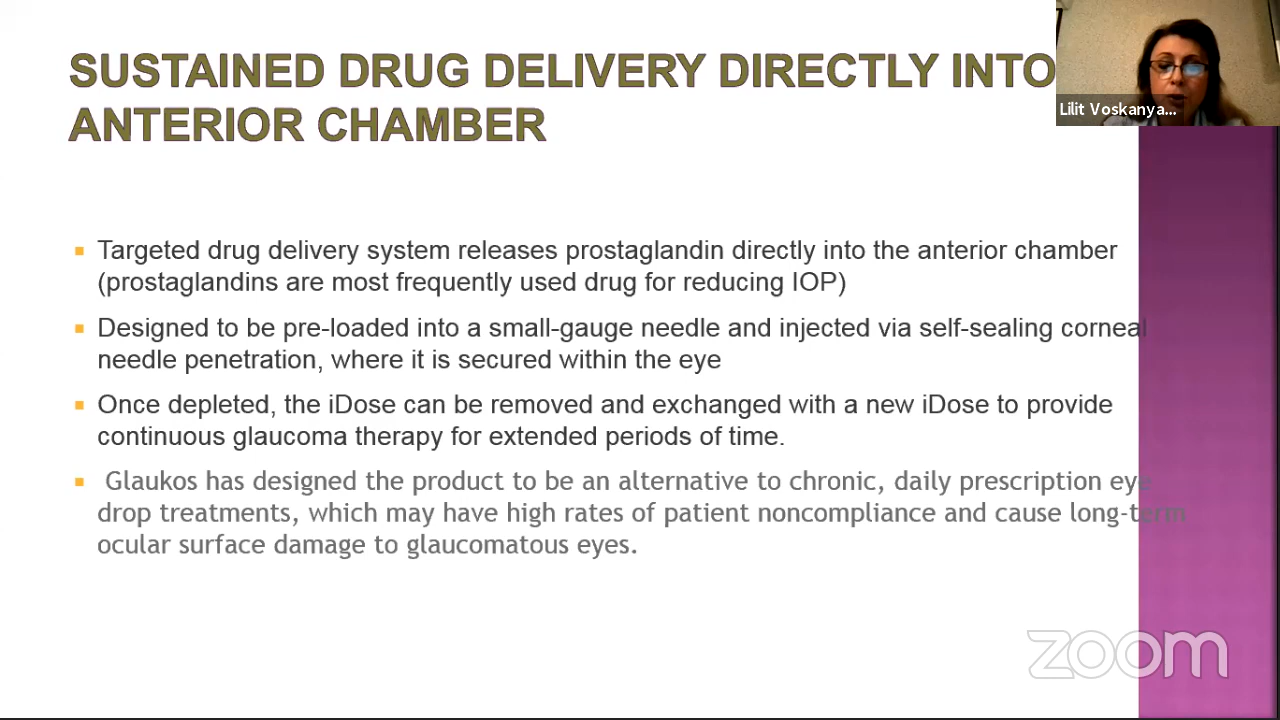 SUSTAINED DRUG DELIVERY DIRECTLY INTO
ANTERIOR CHAMBER
Lilit Voskanya...
Targeted drug delivery system releases prostaglandin directly into the anterior chamber
(prostaglandins are most frequently used drug for reducing IOP)
Designed to be pre-loaded into a small-gauge needle and injected via self-sealing corneal
needle penetration, where it is secured within the eye
Once depleted, the iDose can be removed and exchanged with a new iDose to provide
continuous glaucoma therapy for extended periods of time.
Glaukos has designed the product to be an alternative to chronic, daily prescription eye
drop treatments, which may have high rates of patient noncompliance and cause long-term
ocular surface damage to glaucomatous eyes.
zoom